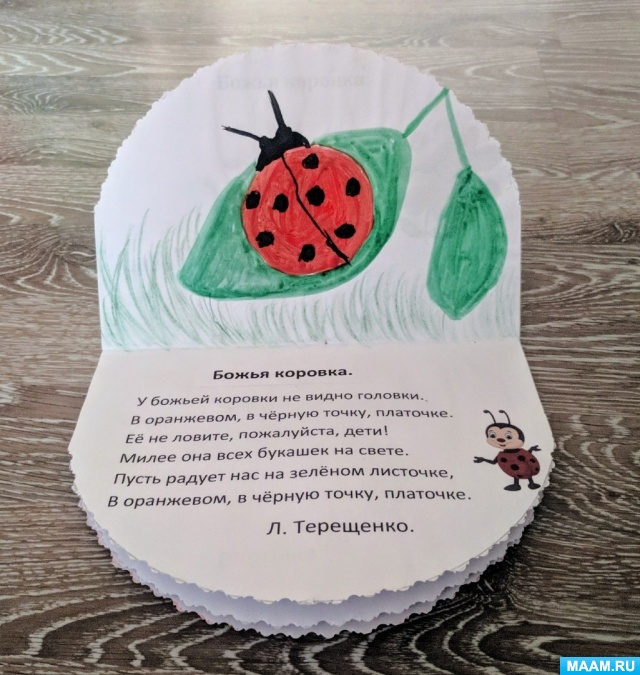 Божья коровка.
У божьей коровки не видно головки.
В оранжевом, в чёрную точку, платочке.
Её не ловите, пожалуйста, дети!
Милее она всех букашек на свете.
Пусть радует нас на зелёном листочке,
В оранжевом, в чёрную точку, платочке.
Л. Терещенко.
MAAM.RU